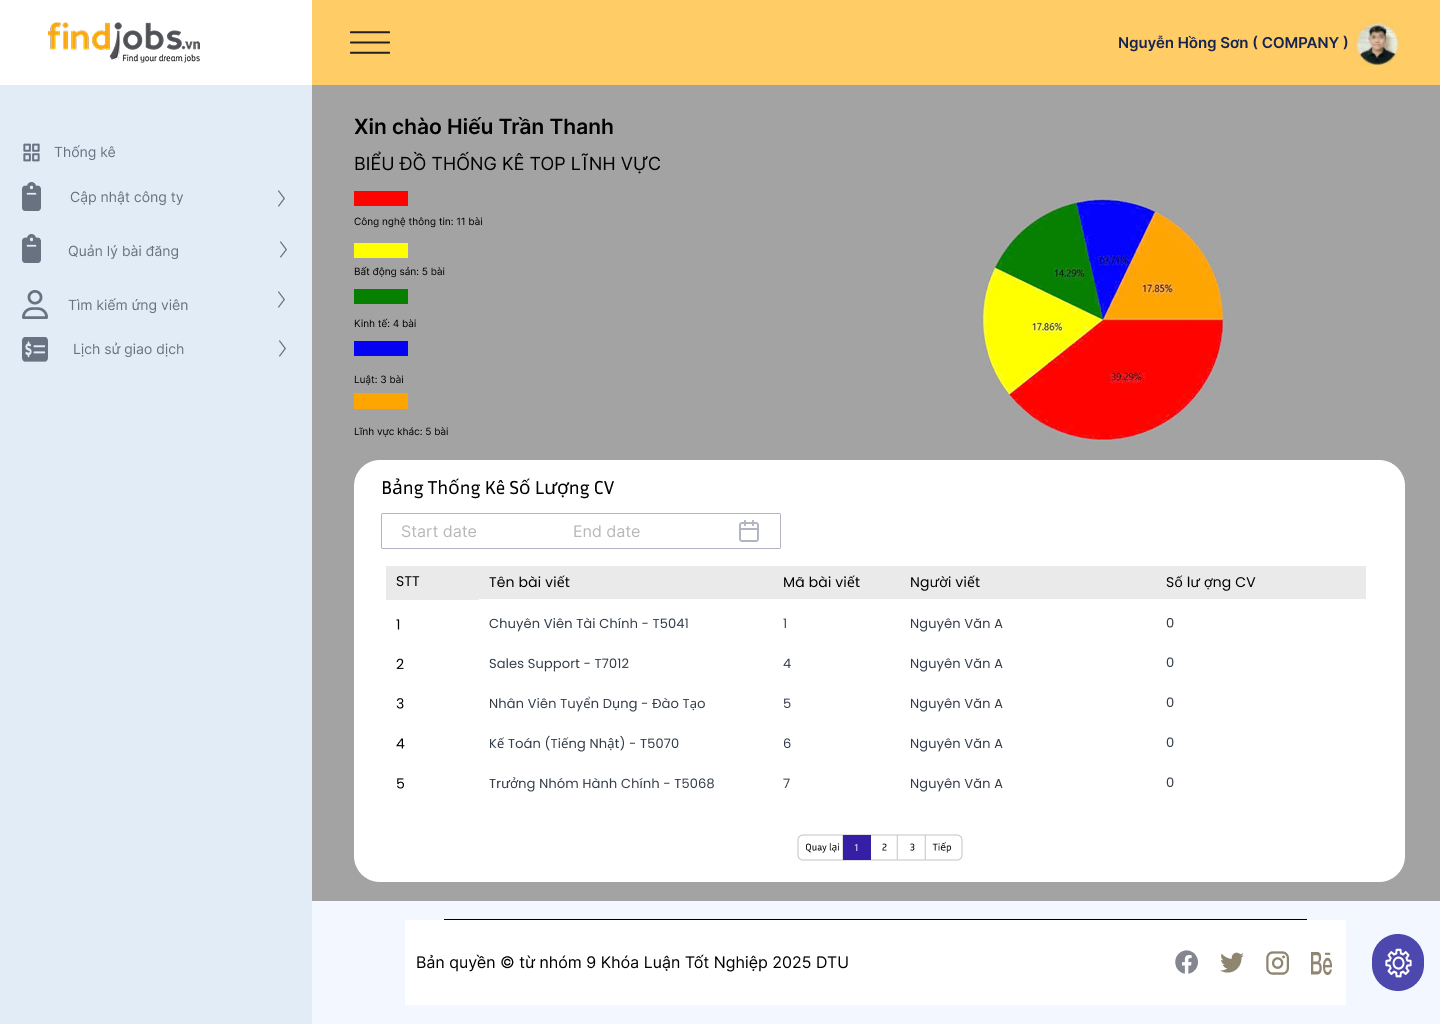 findjobs.vn
Find your dream jobs
Nguyễn Hồng Sơn ( COMPANY )
Thống kê
Cập nhật công ty
Quản lý bài đăng
Tìm kiếm ứng viên
Lịch sử giao dịch
Xin chào Hiếu Trần Thanh
BIỂU ĐỒ THỐNG KÊ TOP LĨNH VỰC
Công nghệ thông tin: 11 bài
Bất động sản: 5 bài
Kinh tế: 4 bài
Luật: 3 bài
Lĩnh vực khác: 5 bài
14.29%
17.85%
17.86%
39.29%
Bảng Thống Kê Số Lượng CV
Start date End date
STT Tên bài viết Mã bài viết Người viết Số lư ợng CV
1 Chuyên Viên Tài Chính - T5041 1 Nguyên Văn A 0
2 Sales Support - T7012 4 Nguyên Văn A 0
3 Nhân Viên Tuyển Dụng - Đào Tạo 5 Nguyên Văn A 0
4 Kế Toán (Tiếng Nhật) - T5070 6 Nguyên Văn A 0
5 Trưởng Nhóm Hành Chính - T5068 7 Nguyên Văn A 0
Quay lại 1 2 3 Tiếp
Bản quyền © từ nhóm 9 Khóa Luận Tốt Nghiệp 2025 DTU